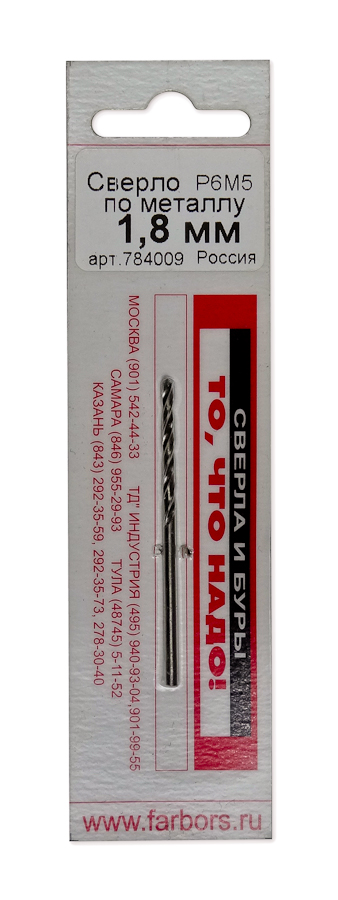 Сверло Р6М5
по металлу
1,8 мм
арт.784009 Россия
СВЕРЛА И БУРЫ
ТО, ЧТО НАДО!
МОСКВА (901) 542-44-33 ТД" ИНДУСТРИЯ (495) 940-93-04,901-99-55
САМАРА (846) 955-29-93 ТУЛА (48745) 5-11-52
КАЗАНЬ (843) 292-35-59, 292-35-73, 278-30-40
www.farbors.ru